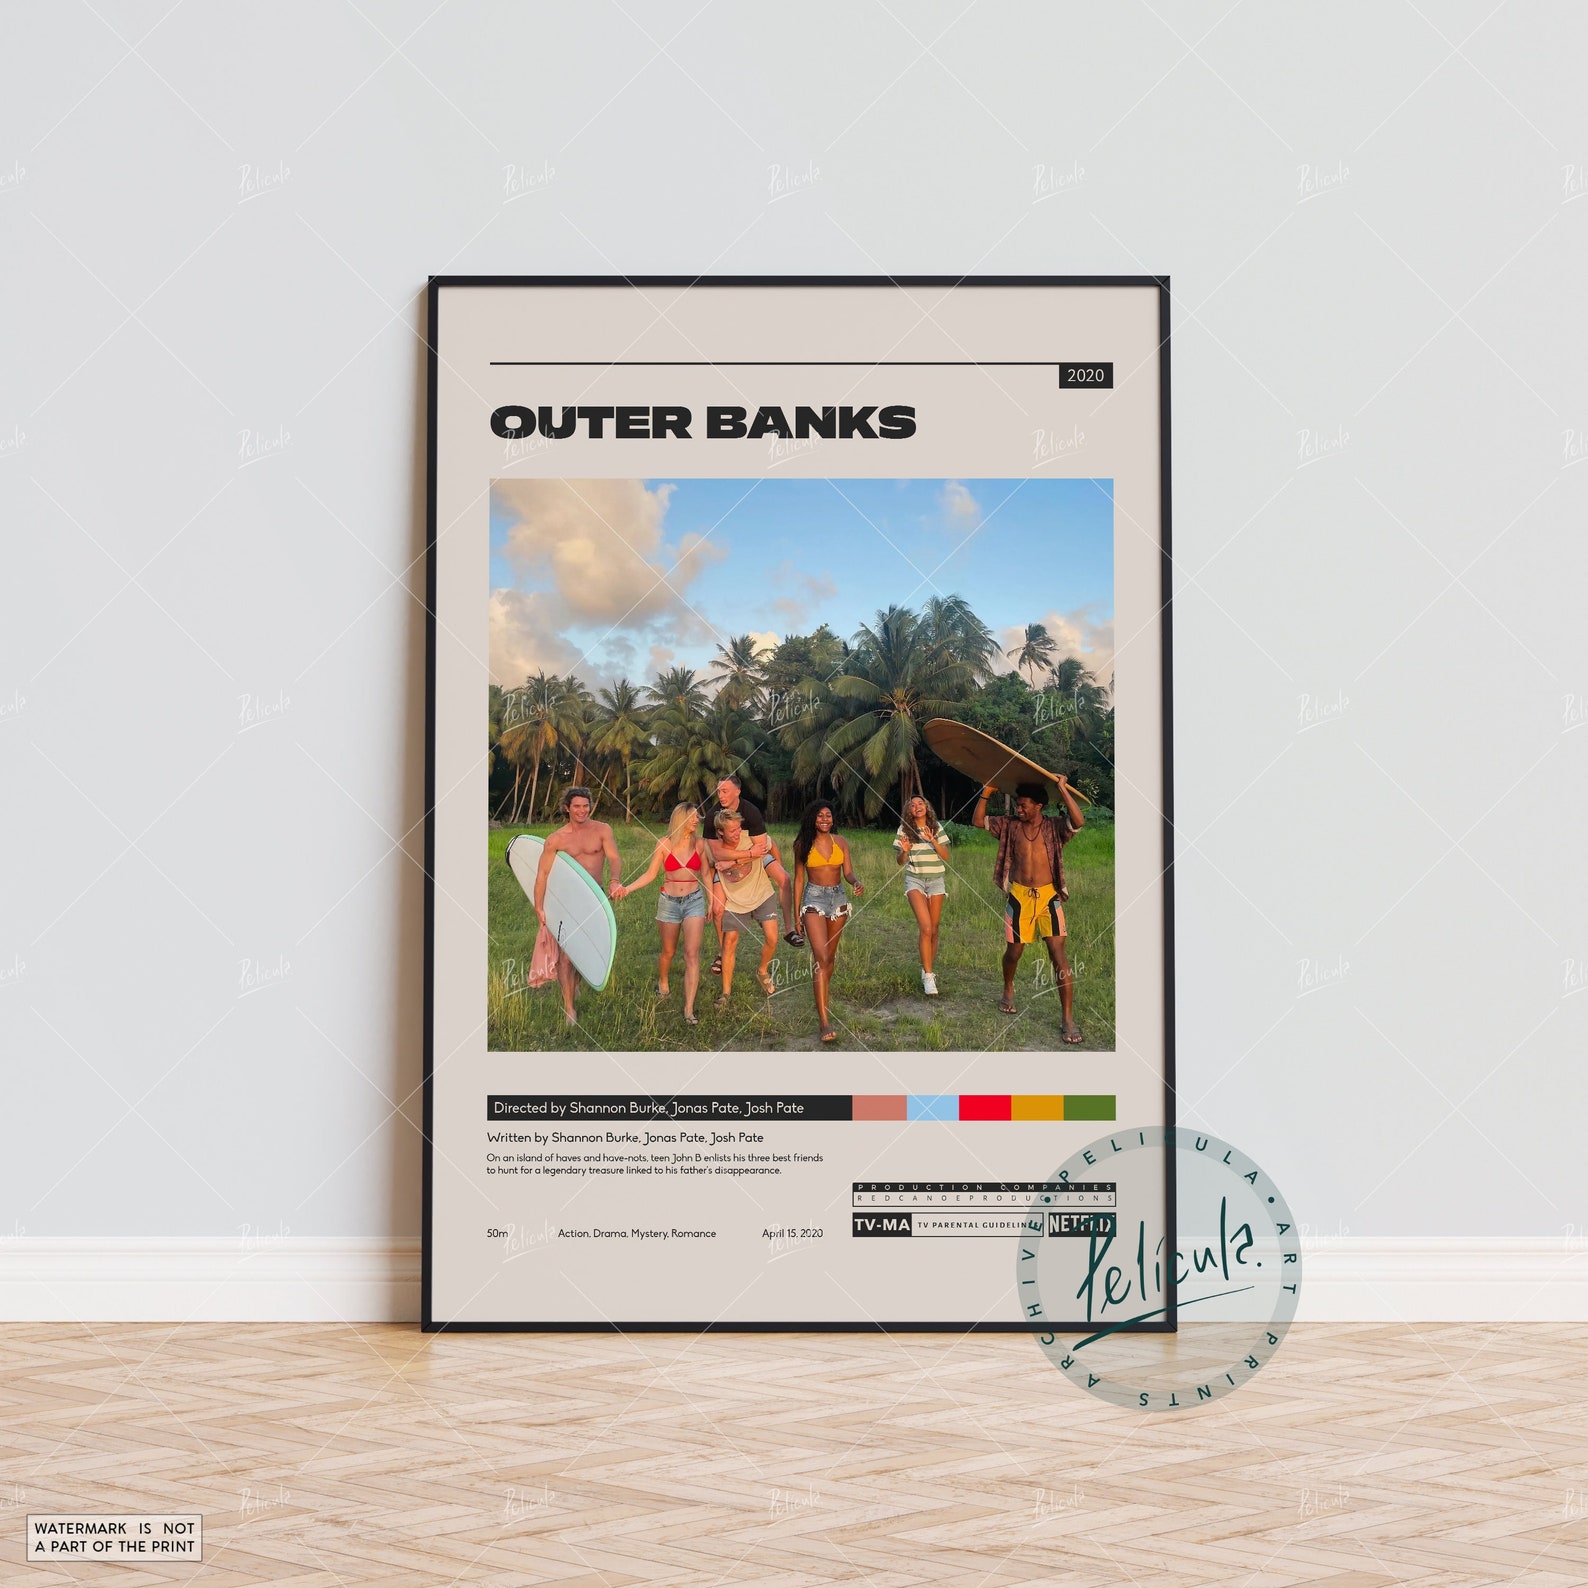 2020
OUTER BANKS
Directed by Shannon Burke, Jonas Pate, Josh Pate
Written by Shannon Burke, Jonas Pate, Josh Pate
On an island of haves and have-nots, teen John B enlists his three best friends
to hunt for a legendary treasure linked to his father's disappearance.
PRODUCTION COMPANIES
REDCANOEPRODUCTIONS
TV-MA TV PARENTAL GUIDELINE NETFLIX
50m Action, Drama, Mystery, Romance April 15, 2020
PELICULA • ART PRINTS ARCHIVE •
Pelicula.
WATERMARK IS NOT
A PART OF THE PRINT